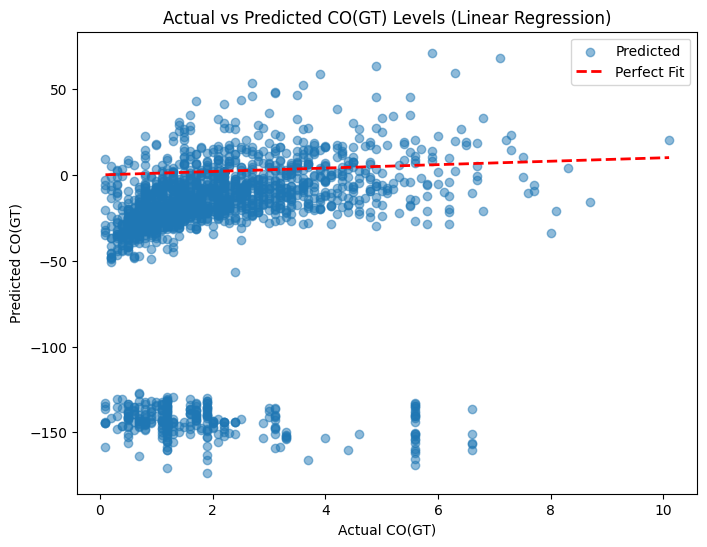 Actual vs Predicted CO(GT) Levels (Linear Regression)
Predicted
Perfect Fit
Predicted CO(GT)
50
0
−50
−100
−150
0 2 4 6 8 10
Actual CO(GT)